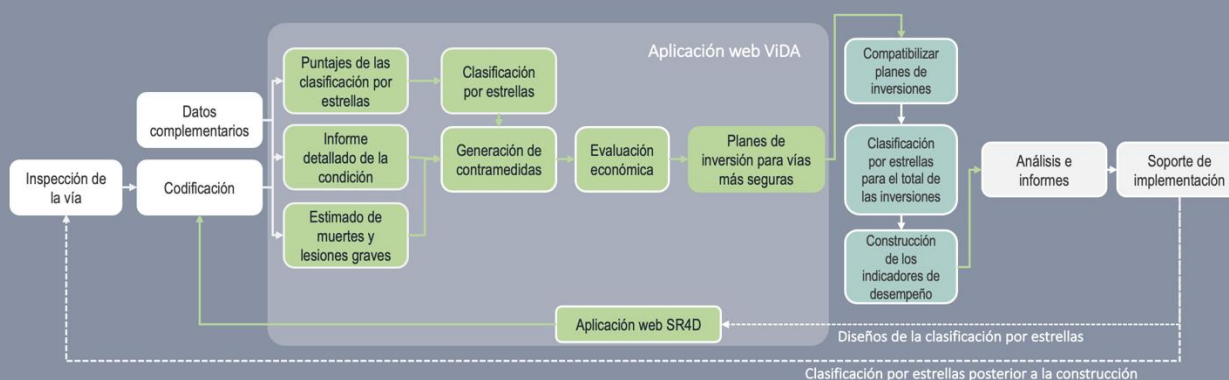 Aplicación web ViDA
Inspección de
la vía
Datos
complementarios
Codificación
Puntajes de las
clasificación por
estrellas
Informe
detallado de la
condición
Estimado de
muertes y
lesiones graves
Clasificación
por estrellas
Generación de
contramedidas
Evaluación
económica
Planes de
inversión para vías
más seguras
Compatibilizar
planes de
inversiones
Clasificación
por estrellas
para el total de
las inversiones
Construcción
de los
indicadores de
desempeño
Análisis e
informes
Soporte de
implementación
Aplicación web SR4D
Diseños de la clasificación por estrellas
Clasificación por estrellas posterior a la construcción